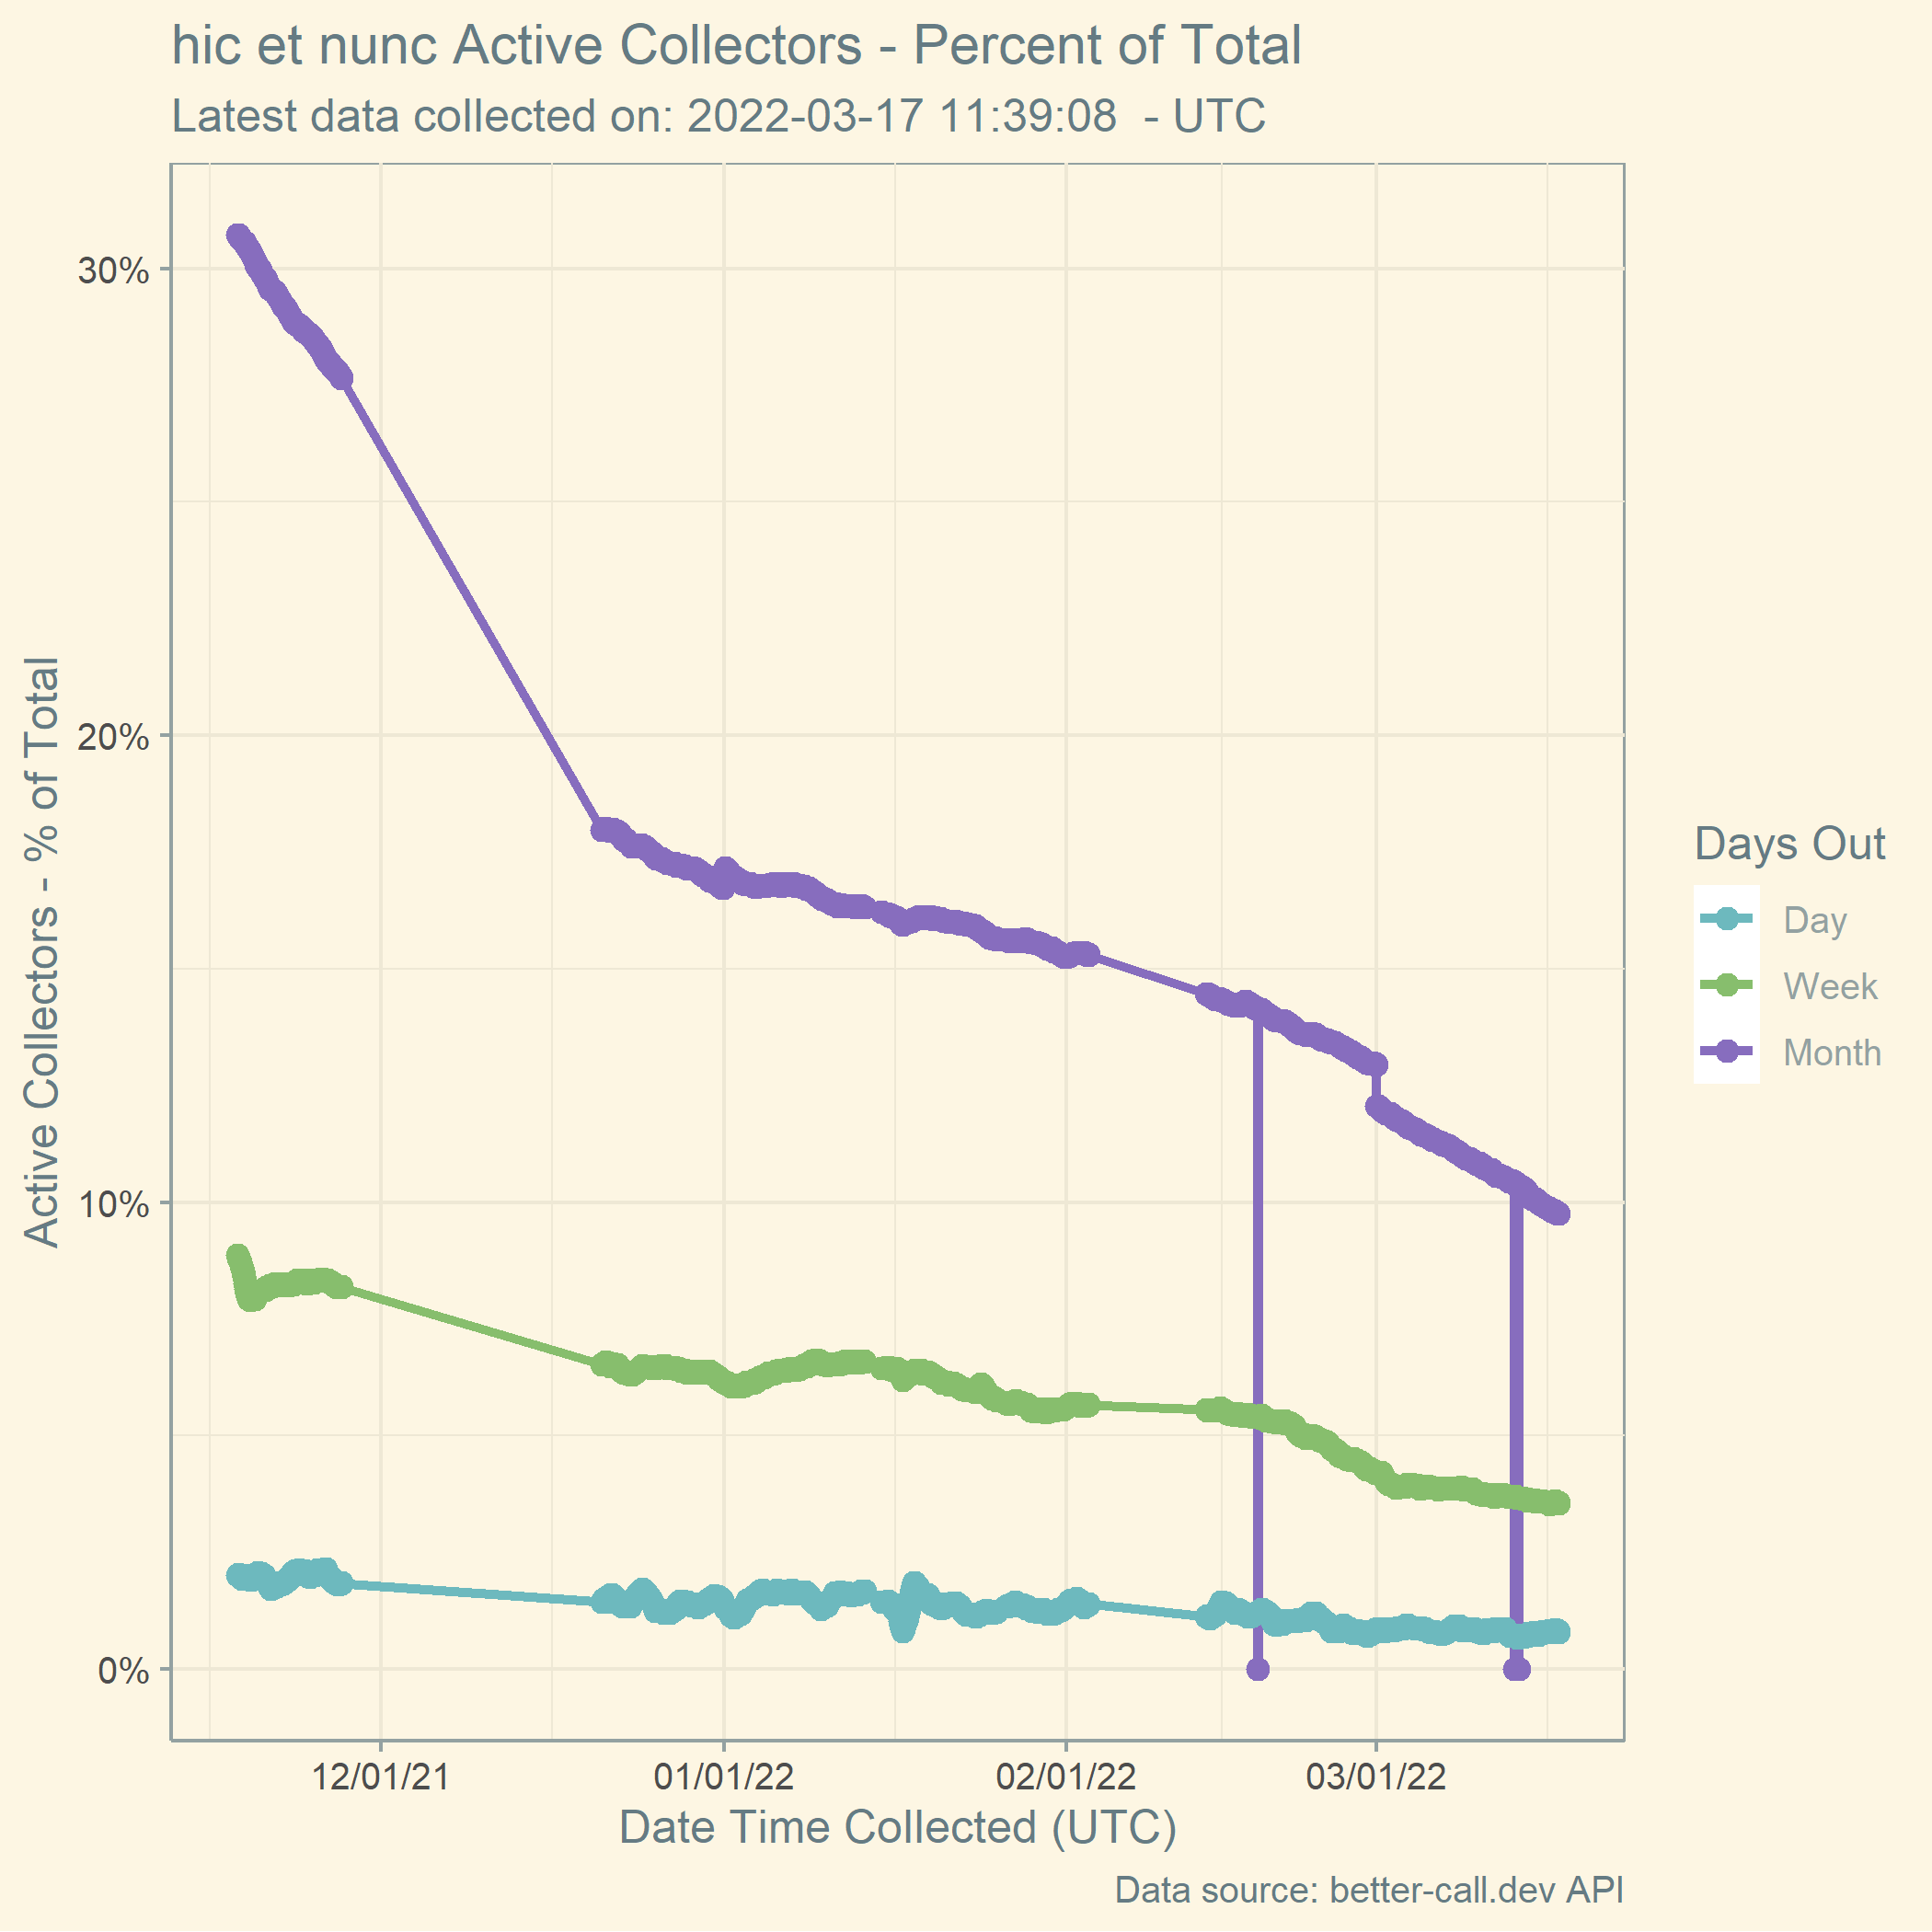 hic et nunc Active Collectors - Percent of Total
Latest data collected on: 2022-03-17 11:39:08  - UTC
Active Collectors - % of Total
30%
20%
10%
0%
12/01/21
01/01/22
02/01/22
03/01/22
Date Time Collected (UTC)
Days Out
Day
Week
Month
Data source: better-call.dev API